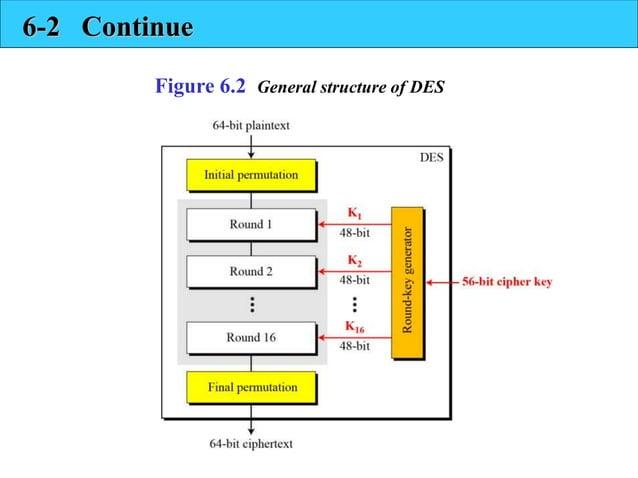 6-2 Continue
Figure 6.2 General structure of DES
64-bit plaintext
DES
Initial permutation
Round 1
K1
48-bit
Round 2
K2
48-bit
Round 16
K16
48-bit
Round-key generator
56-bit cipher key
Final permutation
64-bit ciphertext